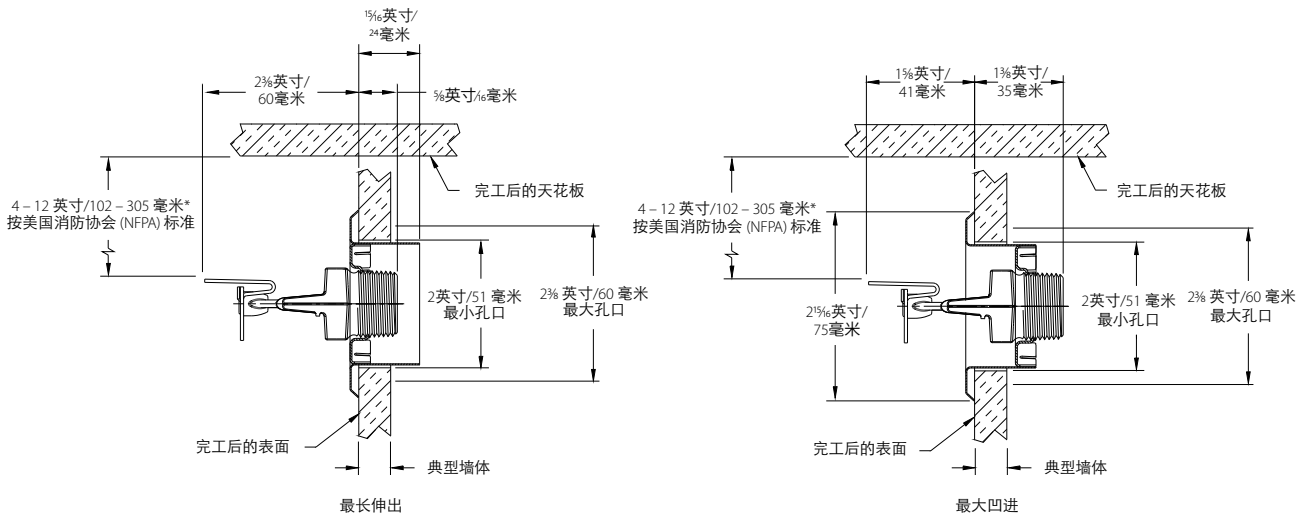 15⁄16英寸/
24毫米
2⅜英寸/
60毫米
⅝英寸/16毫米
完工后的天花板
4 – 12 英寸/102 – 305 毫米*
按美国消防协会 (NFPA) 标准
2英寸/51 毫米
最小孔口
2⅜ 英寸/60 毫米
最大孔口
完工后的表面
典型墙体
最长伸出
1⅝英寸/
41毫米
1⅜英寸/
35毫米
完工后的天花板
4 – 12 英寸/102 – 305 毫米*
按美国消防协会 (NFPA) 标准
215⁄16英寸/
75毫米
2英寸/51 毫米
最小孔口
2⅜ 英寸/60 毫米
最大孔口
完工后的表面
典型墙体
最大凹进